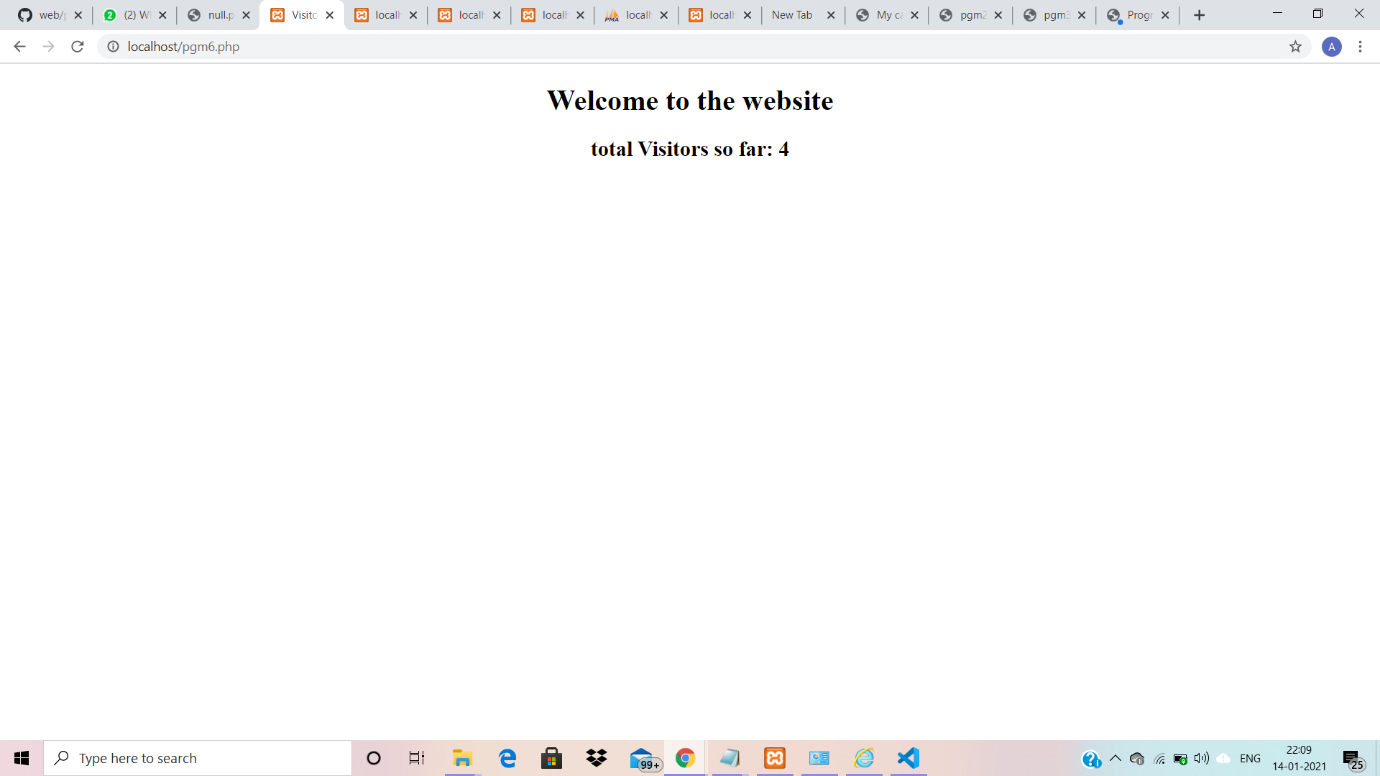 web/p
(2) W
null.p
Visito
localh
localh
localh
locall
localh
New Tab
My ca
pgm2
pgm3
Progr
localhost/pgm6.php
A
Welcome to the website
total Visitors so far: 4
Type here to search
99+
ENG
22:09
14-01-2021
25